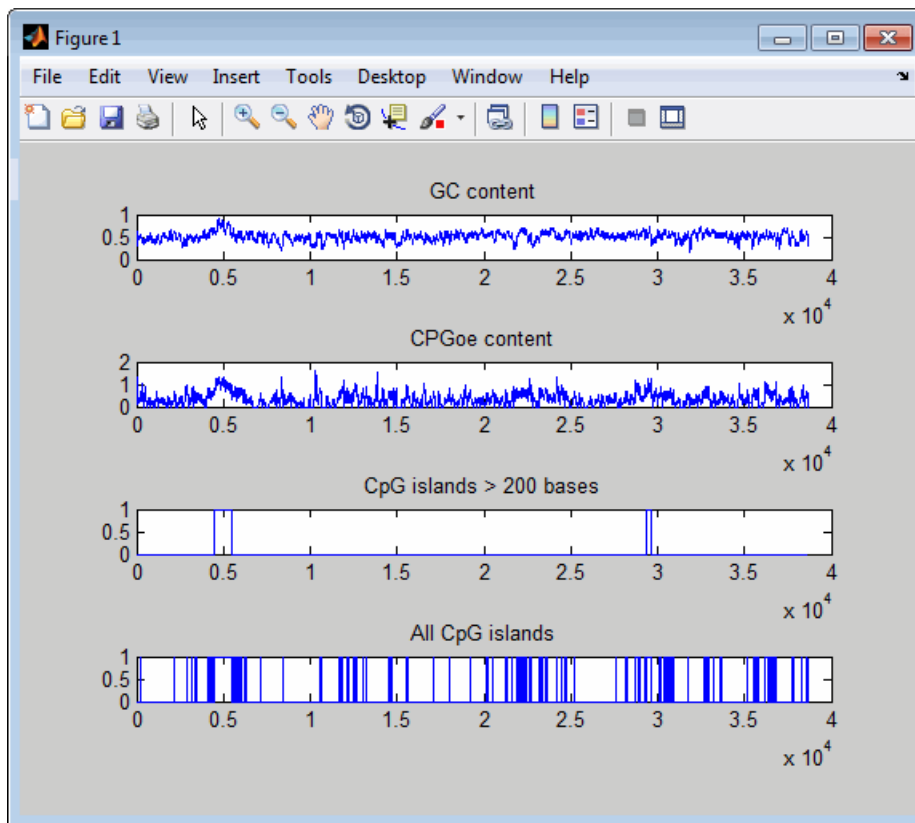 Figure 1
File Edit View Insert Tools Desktop Window Help
GC content
1
0.5
0
0 0.5 1 1.5 2 2.5 3 3.5 4
x 10^4
CPGoe content
2
1
0
0 0.5 1 1.5 2 2.5 3 3.5 4
x 10^4
CpG islands > 200 bases
1
0.5
0
0 0.5 1 1.5 2 2.5 3 3.5 4
x 10^4
All CpG islands
1
0.5
0
0 0.5 1 1.5 2 2.5 3 3.5 4
x 10^4